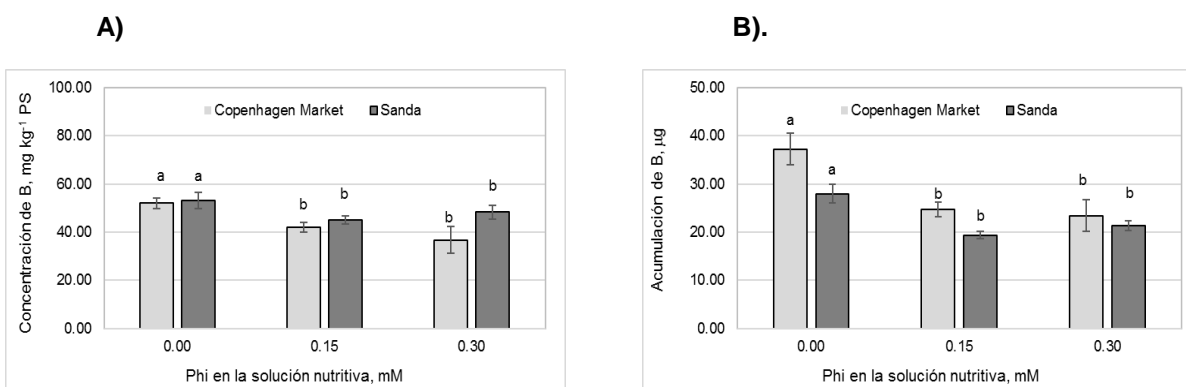 A)
Concentración de B, mg kg⁻¹ PS
100.00
80.00
60.00
40.00
20.00
0.00
Copenhagen Market
Sanda
a
a
b
b
b
b
0.00
0.15
0.30
Phi en la solución nutritiva, mM
B).
Acumulación de B, µg
50.00
40.00
30.00
20.00
10.00
0.00
Copenhagen Market
Sanda
a
a
b
b
b
b
0.00
0.15
0.30
Phi en la solución nutritiva, mM